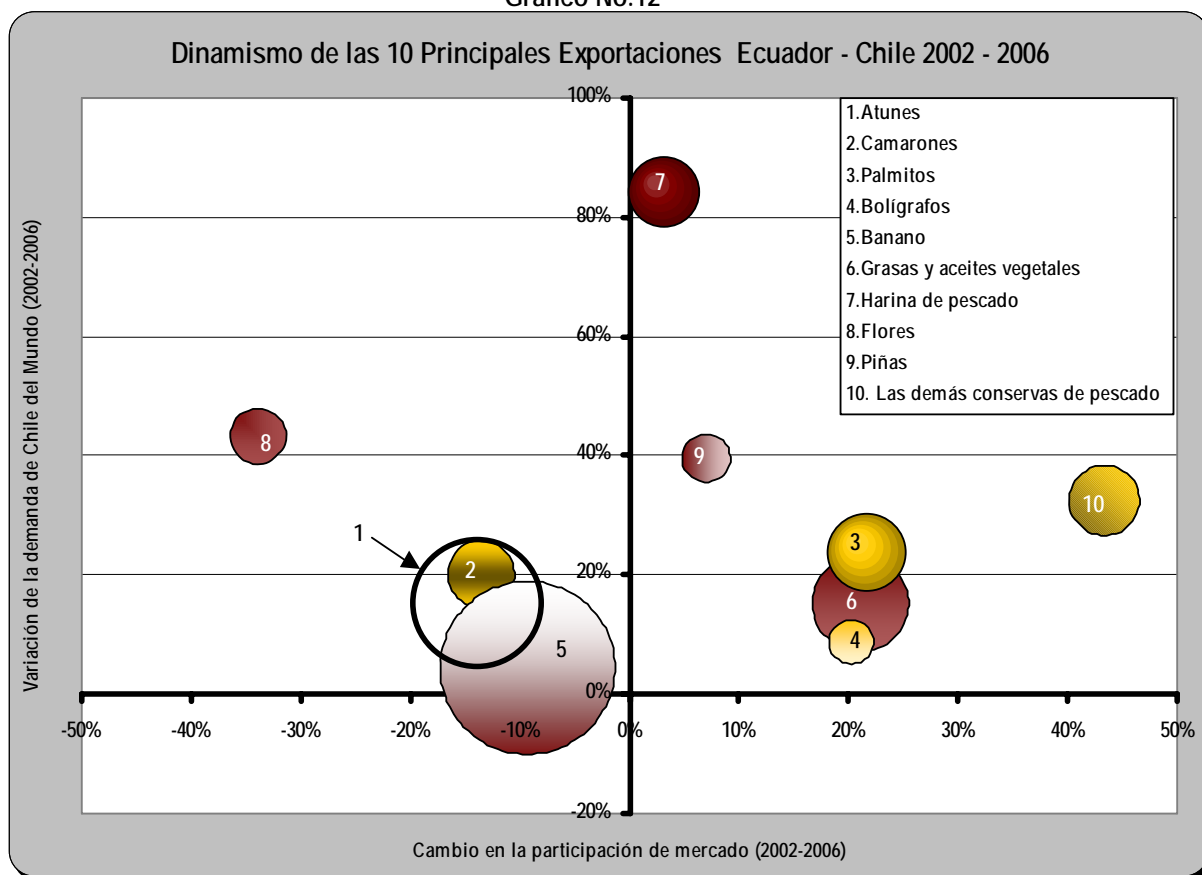 Gráfico No.12
Dinamismo de las 10 Principales Exportaciones Ecuador - Chile 2002 - 2006
Variación de la demanda de Chile del Mundo (2002-2006)
100%
80%
60%
40%
20%
0%
-20%
-50%
-40%
-30%
-20%
-10%
0%
10%
20%
30%
40%
50%
1.Atunes
2.Camarones
3.Palmitos
4.Bolígrafos
5.Banano
6.Grasas y aceites vegetales
7.Harina de pescado
8.Flores
9.Piñas
10. Las demás conservas de pescado
7
8
9
10
1
2
3
6
4
5
Cambio en la participación de mercado (2002-2006)